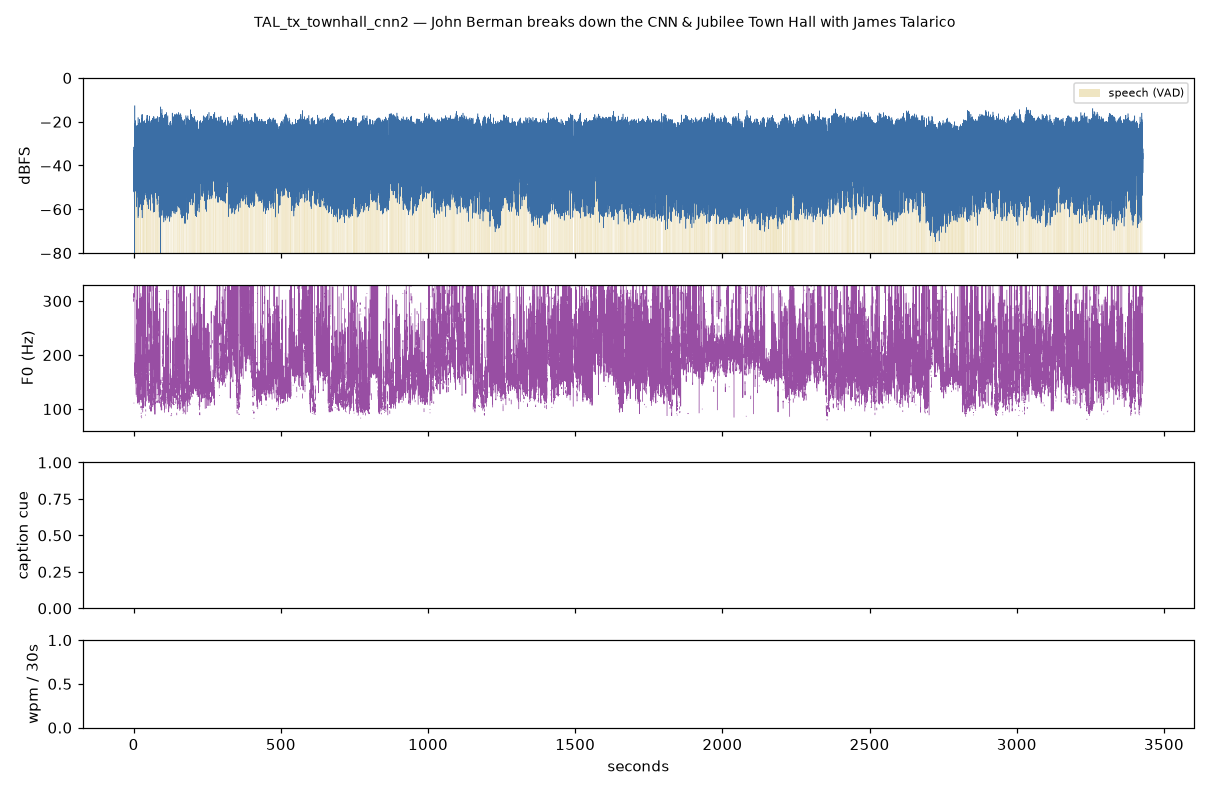 TAL_tx_townhall_cnn2 — John Berman breaks down the CNN & Jubilee Town Hall with James Talarico
0
−20
−40
−60
−80
dBFS
speech (VAD)
300
200
100
F0 (Hz)
1.00
0.75
0.50
0.25
0.00
caption cue
1.0
0.5
0.0
wpm / 30s
0 500 1000 1500 2000 2500 3000 3500
seconds